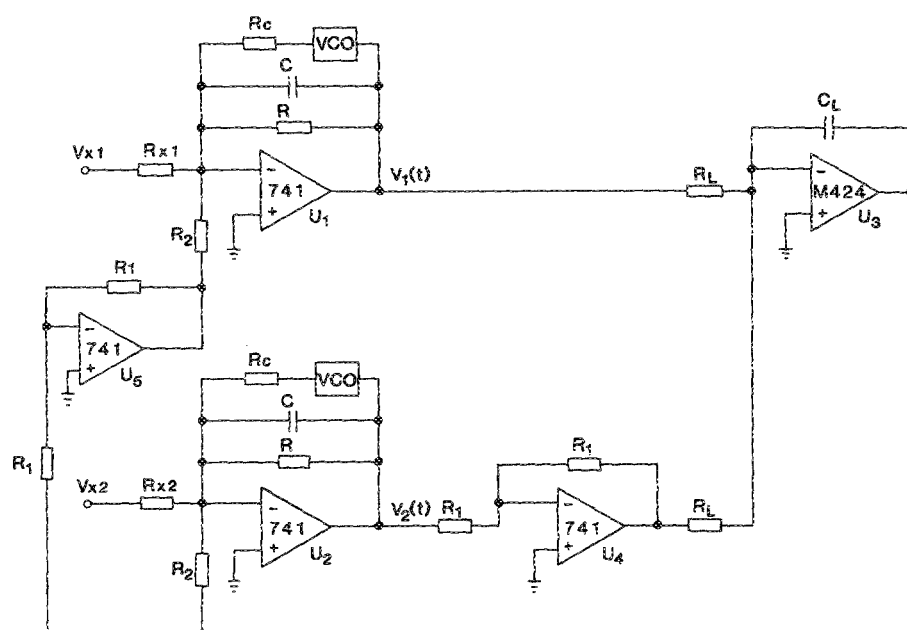 Rc
VCO
C
R
Vx1
Rx1
−
741
+
U1
V1(t)
RL
CL
−
M424
+
U3
R2
R1
−
741
+
U5
R1
Rc
VCO
C
R
Vx2
Rx2
−
741
+
U2
V2(t)
R1
R1
−
741
+
U4
RL
R2